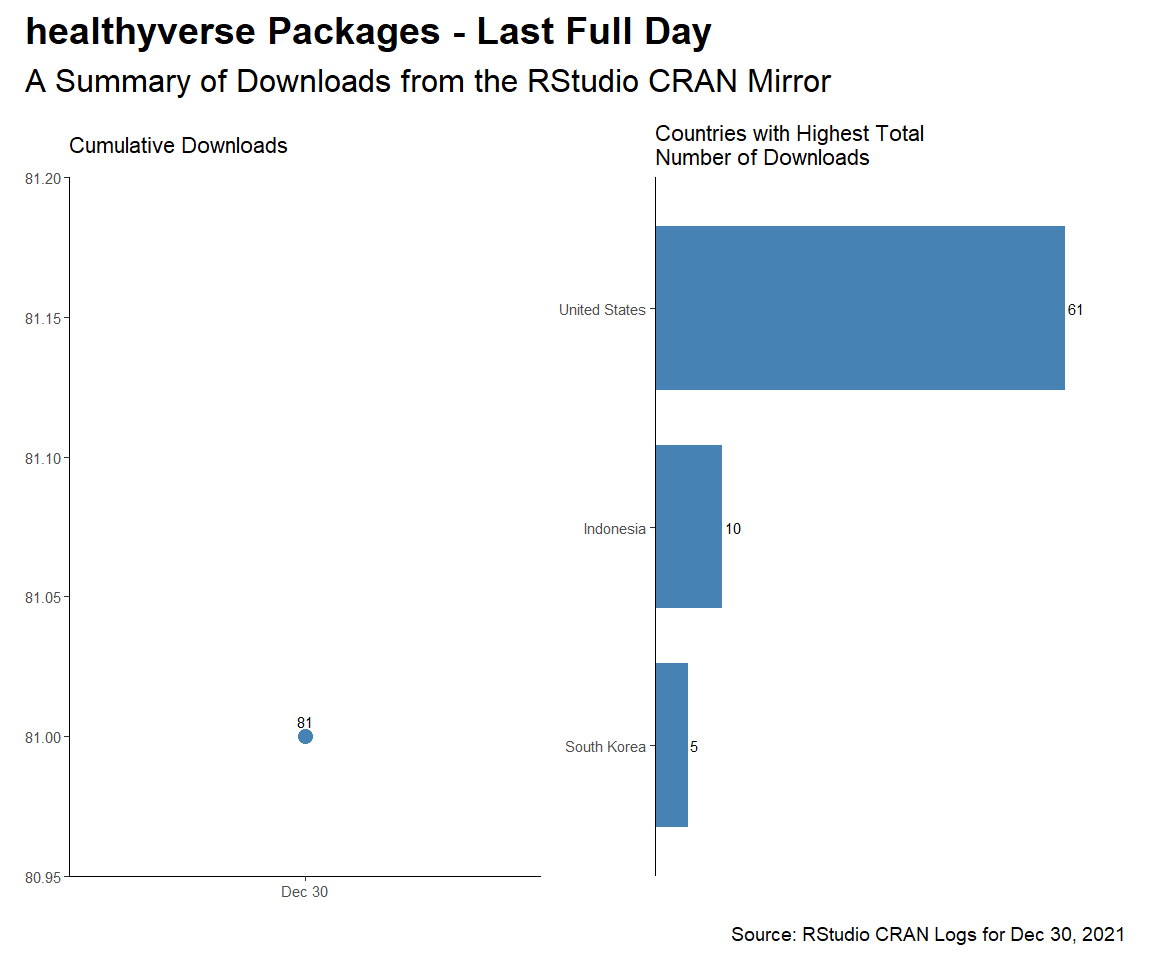 healthyverse Packages - Last Full Day
A Summary of Downloads from the RStudio CRAN Mirror
Cumulative Downloads
81.20
81.15
81.10
81.05
81.00
80.95
81
Dec 30
Countries with Highest Total
Number of Downloads
United States
61
Indonesia
10
South Korea
5
Source: RStudio CRAN Logs for Dec 30, 2021